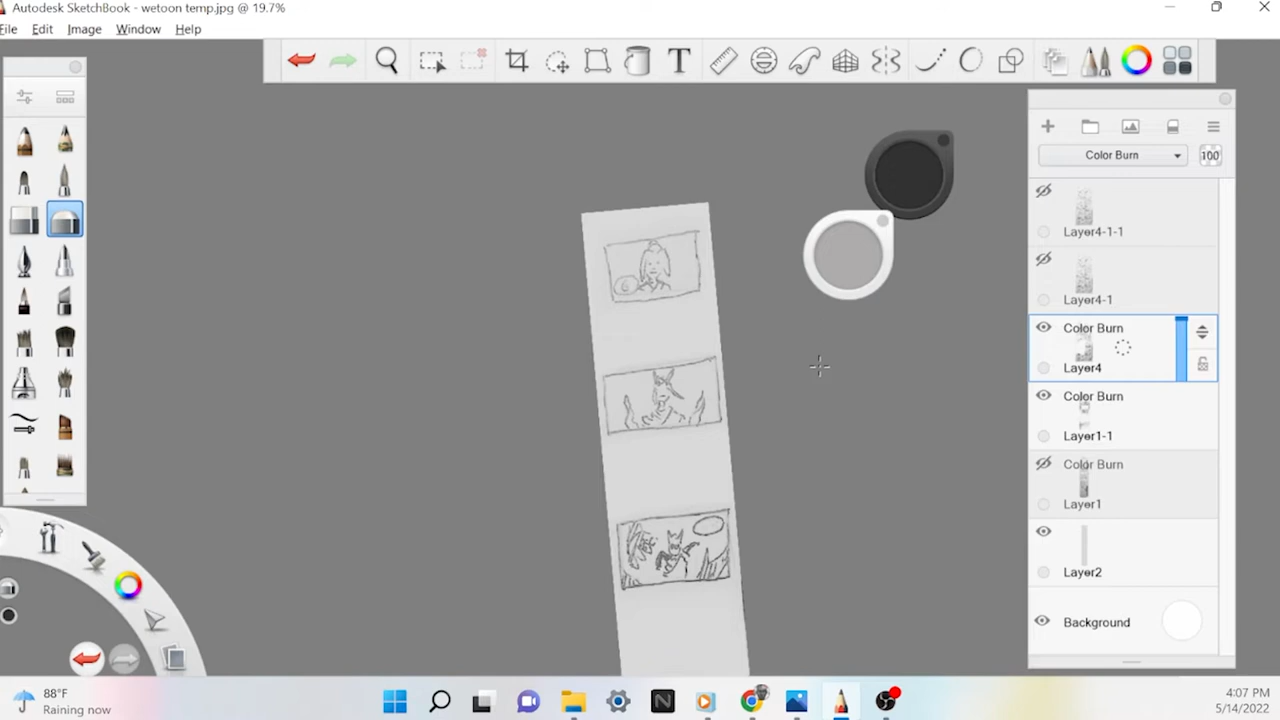 Autodesk SketchBook - wetoon temp.jpg @ 19.7%
File Edit Image Window Help
T
Color Burn 100
Layer4-1-1
Layer4-1
Color Burn
Layer4
Color Burn
Layer1-1
Color Burn
Layer1
Layer2
Background
88°F
Raining now
N
4:07 PM
5/14/2022